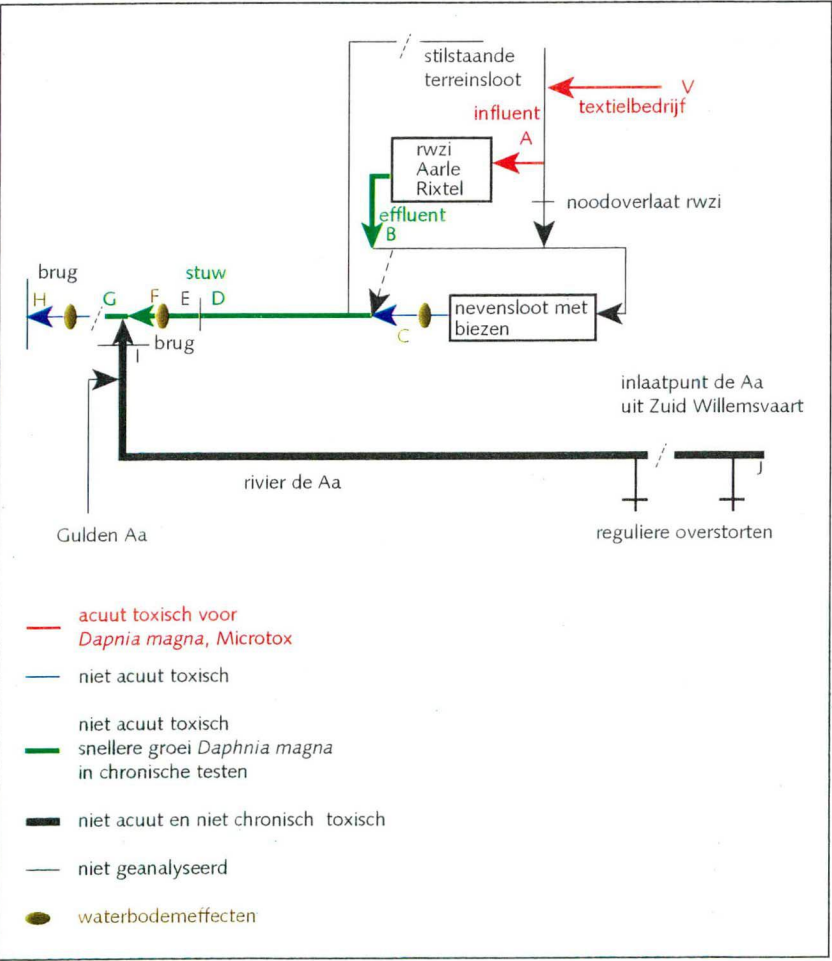 stilstaande
terreinsloot
V
influent
textielbedrijf
A
rwzi
Aarle
Rixtel
noodoverlaat rwzi
effluent
B
brug
stuw
H
G
F
E
D
nevensloot met
biezen
C
brug
I
inlaatpunt de Aa
uit Zuid Willemsvaart
J
rivier de Aa
Gulden Aa
reguliere overstorten
acuut toxisch voor
Dapnia magna, Microtox
niet acuut toxisch
niet acuut toxisch
snellere groei Daphnia magna
in chronische testen
niet acuut en niet chronisch toxisch
niet geanalyseerd
waterbodemeffecten